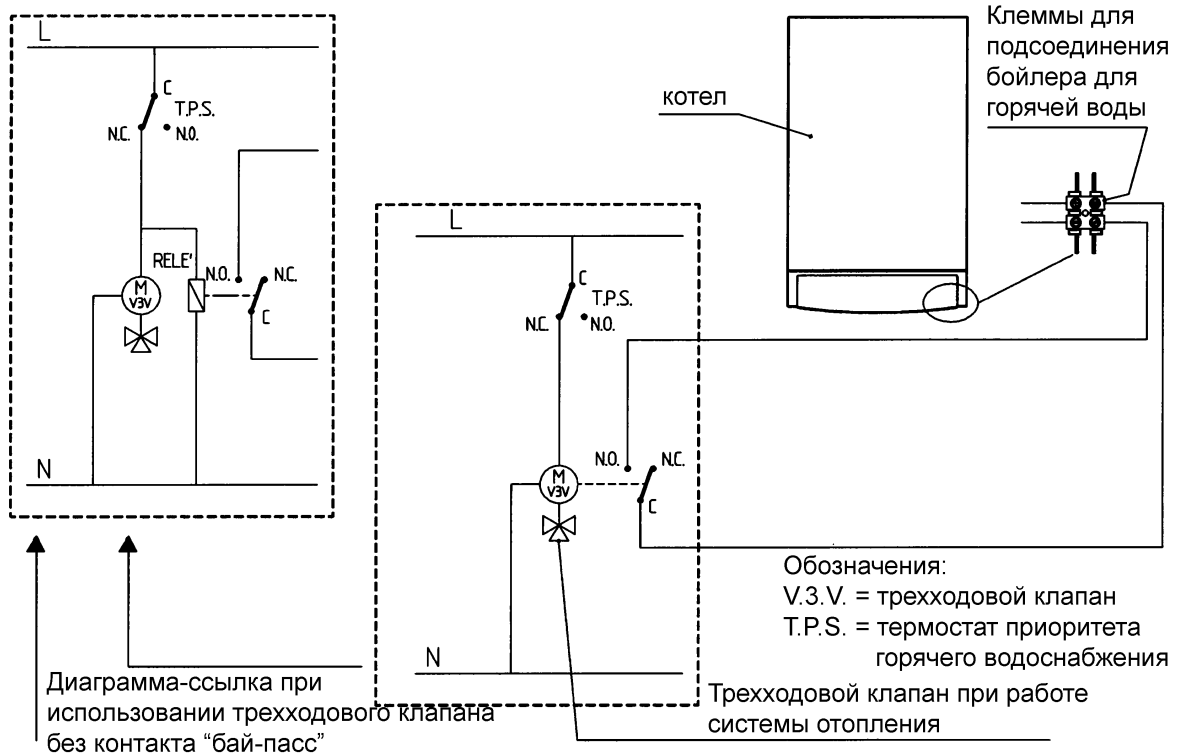 L
C
T.P.S.
N.C.
N.O.
RELE'
N.O.
N.C.
M
V3V
C
N
Диаграмма-ссылка при
использовании трехходового клапана
без контакта “бай-пасс”
L
C
T.P.S.
N.C.
N.O.
N.O.
N.C.
M
V3V
C
N
котел
Клеммы для
подсоединения
бойлера для
горячей воды
Обозначения:
V.3.V. = трехходовой клапан
T.P.S. = термостат приоритета
горячего водоснабжения
Трехходовой клапан при работе
системы отопления